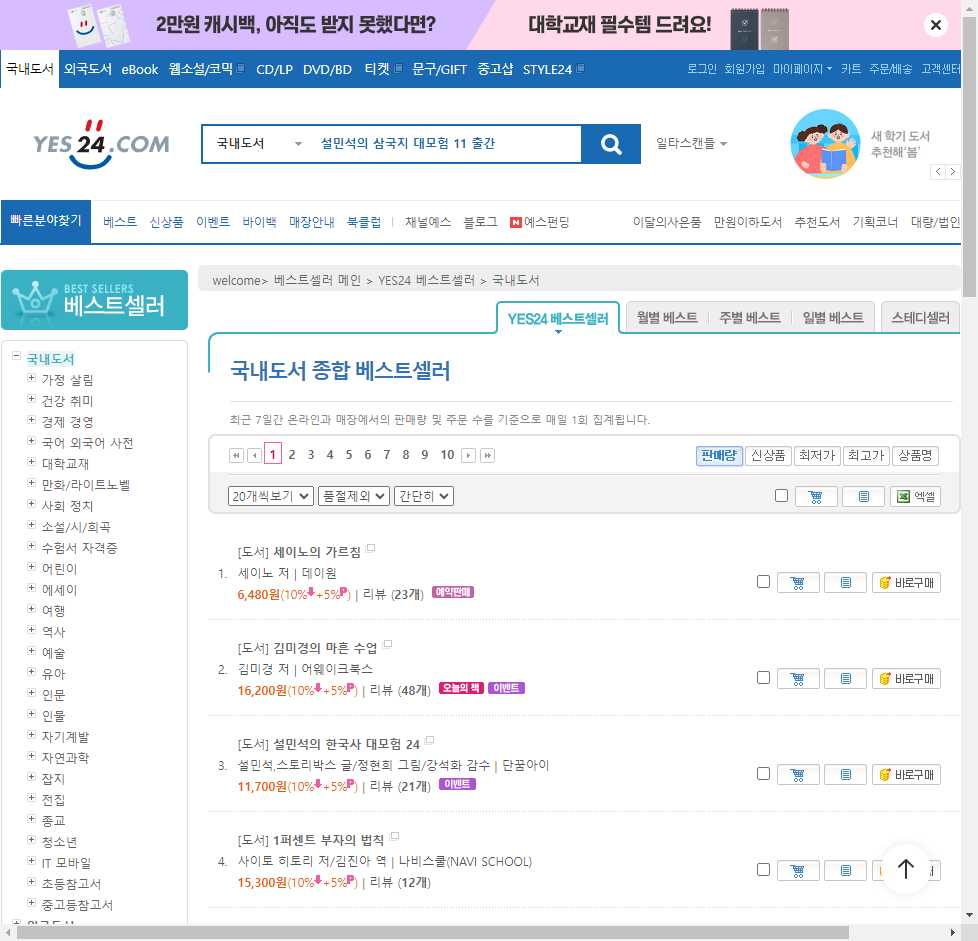 2만원 캐시백, 아직도 받지 못했다면?
대학교재 필수템 드려요!
국내도서 외국도서 eBook 웹소설/코믹 CD/LP DVD/BD 티켓 문구/GIFT 중고샵 STYLE24
로그인 회원가입 마이페이지 카트 주문/배송 고객센터
YES24.COM
국내도서 설민석의 삼국지 대모험 11 출간
일타스캔들
새 학기 도서
추천해'봄'
빠른분야찾기 베스트 신상품 이벤트 바이백 매장안내 북클럽 채널예스 블로그 N 예스펀딩
이달의사은품 만원이하도서 추천도서 기획코너 대량/법인
BEST SELLERS
베스트셀러
welcome> 베스트셀러 메인 > YES24 베스트셀러 > 국내도서
YES24 베스트셀러 월별 베스트 주별 베스트 일별 베스트 스테디셀러
국내도서
가정 살림
건강 취미
경제 경영
국어 외국어 사전
대학교재
만화/라이트노벨
사회 정치
소설/시/희곡
수험서 자격증
어린이
에세이
여행
역사
예술
유아
인문
인물
자기계발
자연과학
잡지
전집
종교
청소년
IT 모바일
초등참고서
중고등참고서
국내도서 종합 베스트셀러
최근 7일간 온라인과 매장에서의 판매량 및 주문 수를 기준으로 매일 1회 집계됩니다.
1 2 3 4 5 6 7 8 9 10
판매량 신상품 최저가 최고가 상품명
20개씩보기 품절제외 간단히
엑셀
[도서] 세이노의 가르침
1. 세이노 저 | 데이원
6,480원(10%+5%P) | 리뷰 (23개) 예약판매
바로구매
[도서] 김미경의 마흔 수업
2. 김미경 저 | 어웨이크북스
16,200원(10%+5%P) | 리뷰 (48개) 오늘의 책 이벤트
바로구매
[도서] 설민석의 한국사 대모험 24
3. 설민석,스토리박스 글/정현희 그림/강석화 감수 | 단꿈아이
11,700원(10%+5%P) | 리뷰 (21개) 이벤트
바로구매
[도서] 1퍼센트 부자의 법칙
4. 사이토 히토리 저/김진아 역 | 나비스쿨(NAVI SCHOOL)
15,300원(10%+5%P) | 리뷰 (12개)